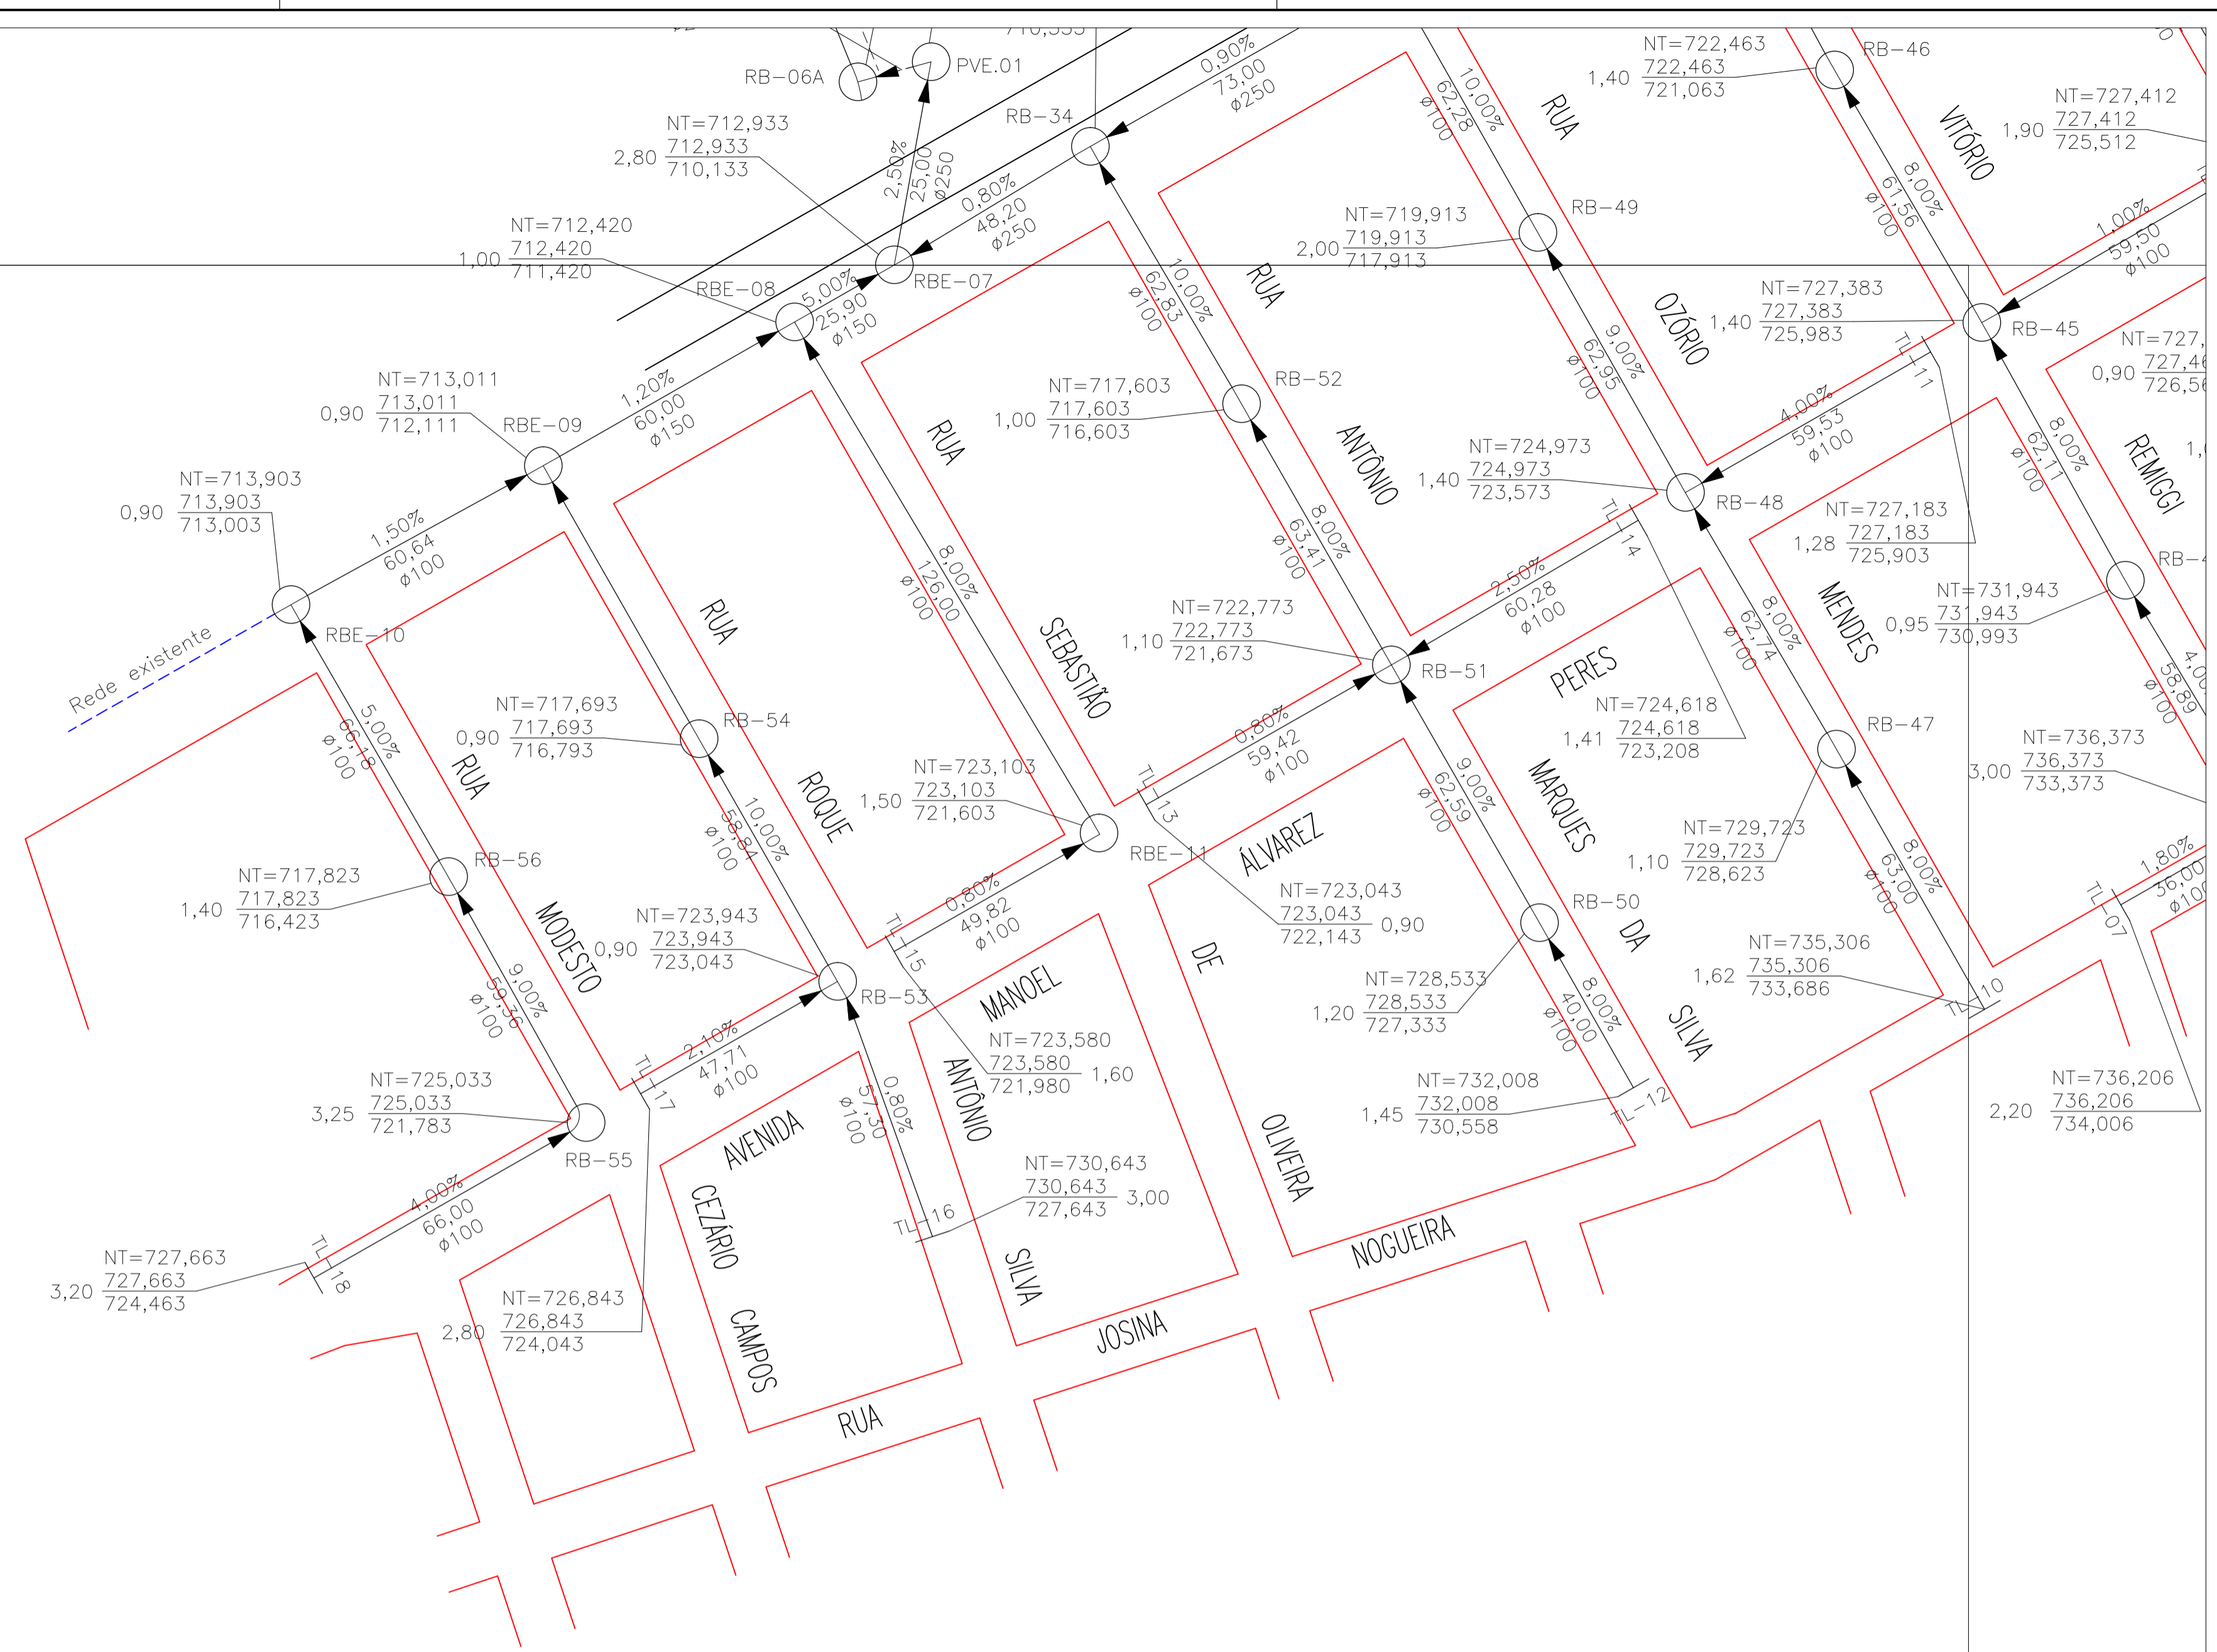 RB-06A
PVE.01
0,90%
73,00
ø250
NT=722,463
722,463
1,40
721,063
RB-46
NT=727,412
727,412
1,90
725,512
RB-34
NT=712,933
712,933
2,80
710,133
2,50%
25,00
ø250
0,80%
48,20
ø250
10,00%
62,28
ø100
RUA
VITÓRIO
8,00%
61,56
ø100
NT=712,420
712,420
1,00
711,420
RBE-08
RBE-07
5,00%
25,90
ø150
NT=719,913
719,913
2,00
717,913
RB-49
1,00%
59,50
ø100
10,00%
62,83
ø100
RUA
OZÓRIO
NT=727,383
727,383
1,40
725,983
RB-45
NT=713,011
713,011
0,90
712,111
RBE-09
1,20%
60,00
ø150
NT=717,603
717,603
1,00
716,603
RB-52
9,00%
62,95
ø100
TL-11
4,00%
59,53
ø100
0,90
NT=713,903
713,903
0,90
713,003
1,50%
60,64
ø100
RUA
ANTÔNIO
NT=724,973
724,973
1,40
723,573
RB-48
TL-14
8,00%
62,11
ø100
REMIGGI
NT=727,183
727,183
1,28
725,903
Rede existente
RBE-10
8,00%
126,00
ø100
8,00%
63,41
ø100
2,50%
60,28
ø100
NT=722,773
722,773
1,10
721,673
RB-51
RUA
SEBASTIÃO
PERES
MENDES
8,00%
62,74
ø100
NT=731,943
731,943
0,95
730,993
5,00%
66,18
ø100
RUA
NT=717,693
717,693
0,90
716,793
RB-54
0,80%
59,42
ø100
TL-13
NT=724,618
724,618
1,41
723,208
RB-47
58,89
ø100
NT=736,373
736,373
3,00
733,373
RUA
ROQUE
NT=723,103
723,103
1,50
721,603
RBE-11
9,00%
62,59
ø100
MARQUES
ÁLVAREZ
NT=729,723
729,723
1,10
728,623
8,00%
63,00
ø100
1,80%
36,00
TL-07
RB-56
NT=717,823
717,823
1,40
716,423
10,00%
58,84
ø100
NT=723,943
723,943
0,90
723,043
RB-53
0,80%
49,82
ø100
TL-15
NT=723,043
723,043
722,143
0,90
RB-50
DA
DE
NT=735,306
735,306
1,62
733,686
TL-10
MODESTO
MANOEL
NT=728,533
728,533
1,20
727,333
8,00%
40,00
ø100
SILVA
9,00%
59,36
ø100
2,10%
47,71
ø100
TL-17
NT=723,580
723,580
721,980
1,60
NT=725,033
725,033
3,25
721,783
RB-55
0,80%
57,30
ø100
ANTÔNIO
NT=732,008
732,008
1,45
730,558
TL-12
NT=736,206
736,206
2,20
734,006
AVENIDA
OLIVEIRA
NT=730,643
730,643
727,643
3,00
TL-16
4,00%
66,00
ø100
TL-18
CEZÁRIO
NOGUEIRA
NT=727,663
727,663
3,20
724,463
SILVA
NT=726,843
726,843
2,80
724,043
CAMPOS
JOSINA
RUA